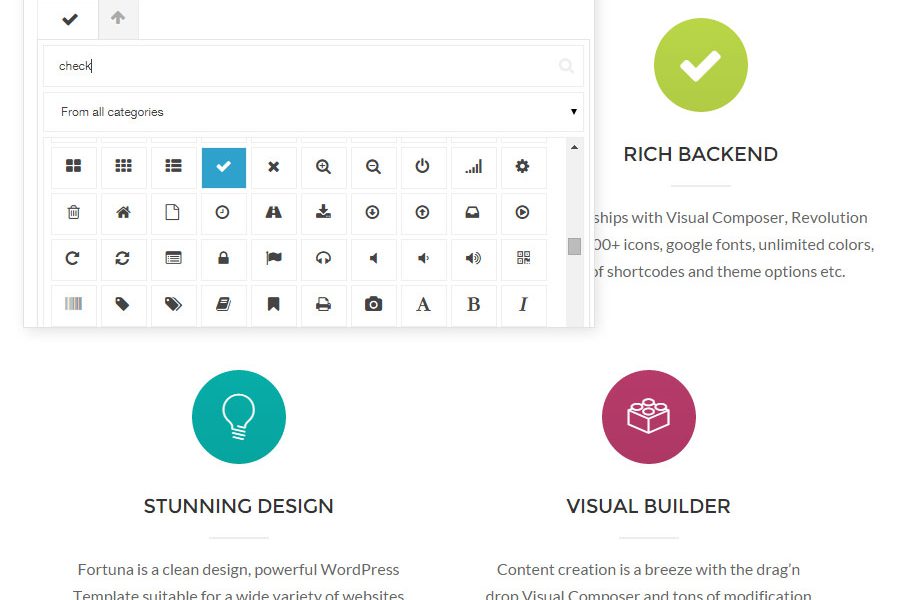 check
From all categories
RICH BACKEND
with Visual Composer, Revolution
icons, google fonts, unlimited colors,
of shortcodes and theme options etc.
STUNNING DESIGN
Fortuna is a clean design, powerful WordPress
Template suitable for a wide variety of websites
VISUAL BUILDER
Content creation is a breeze with the drag’n
drop Visual Composer and tons of modification